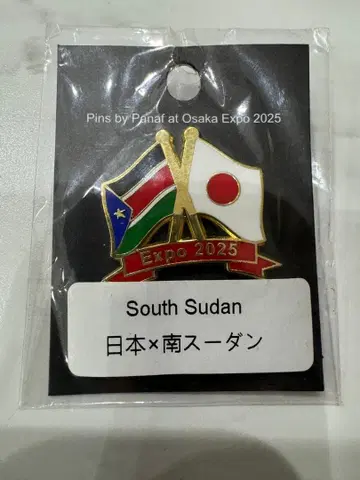 Pins by Panaf at Osaka Expo 2025
Expo 2025
South Sudan
日本×南スーダン